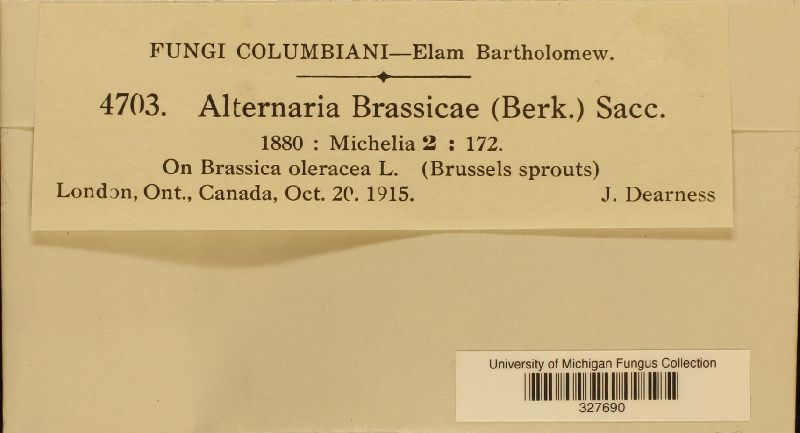 FUNGI COLUMBIANI—Elam Bartholomew.
4703. Alternaria Brassicae (Berk.) Sacc.
1880 : Michelia 2 : 172.
On Brassica oleracea L. (Brussels sprouts)
London, Ont., Canada, Oct. 20. 1915. J. Dearness
University of Michigan Fungus Collection
327690